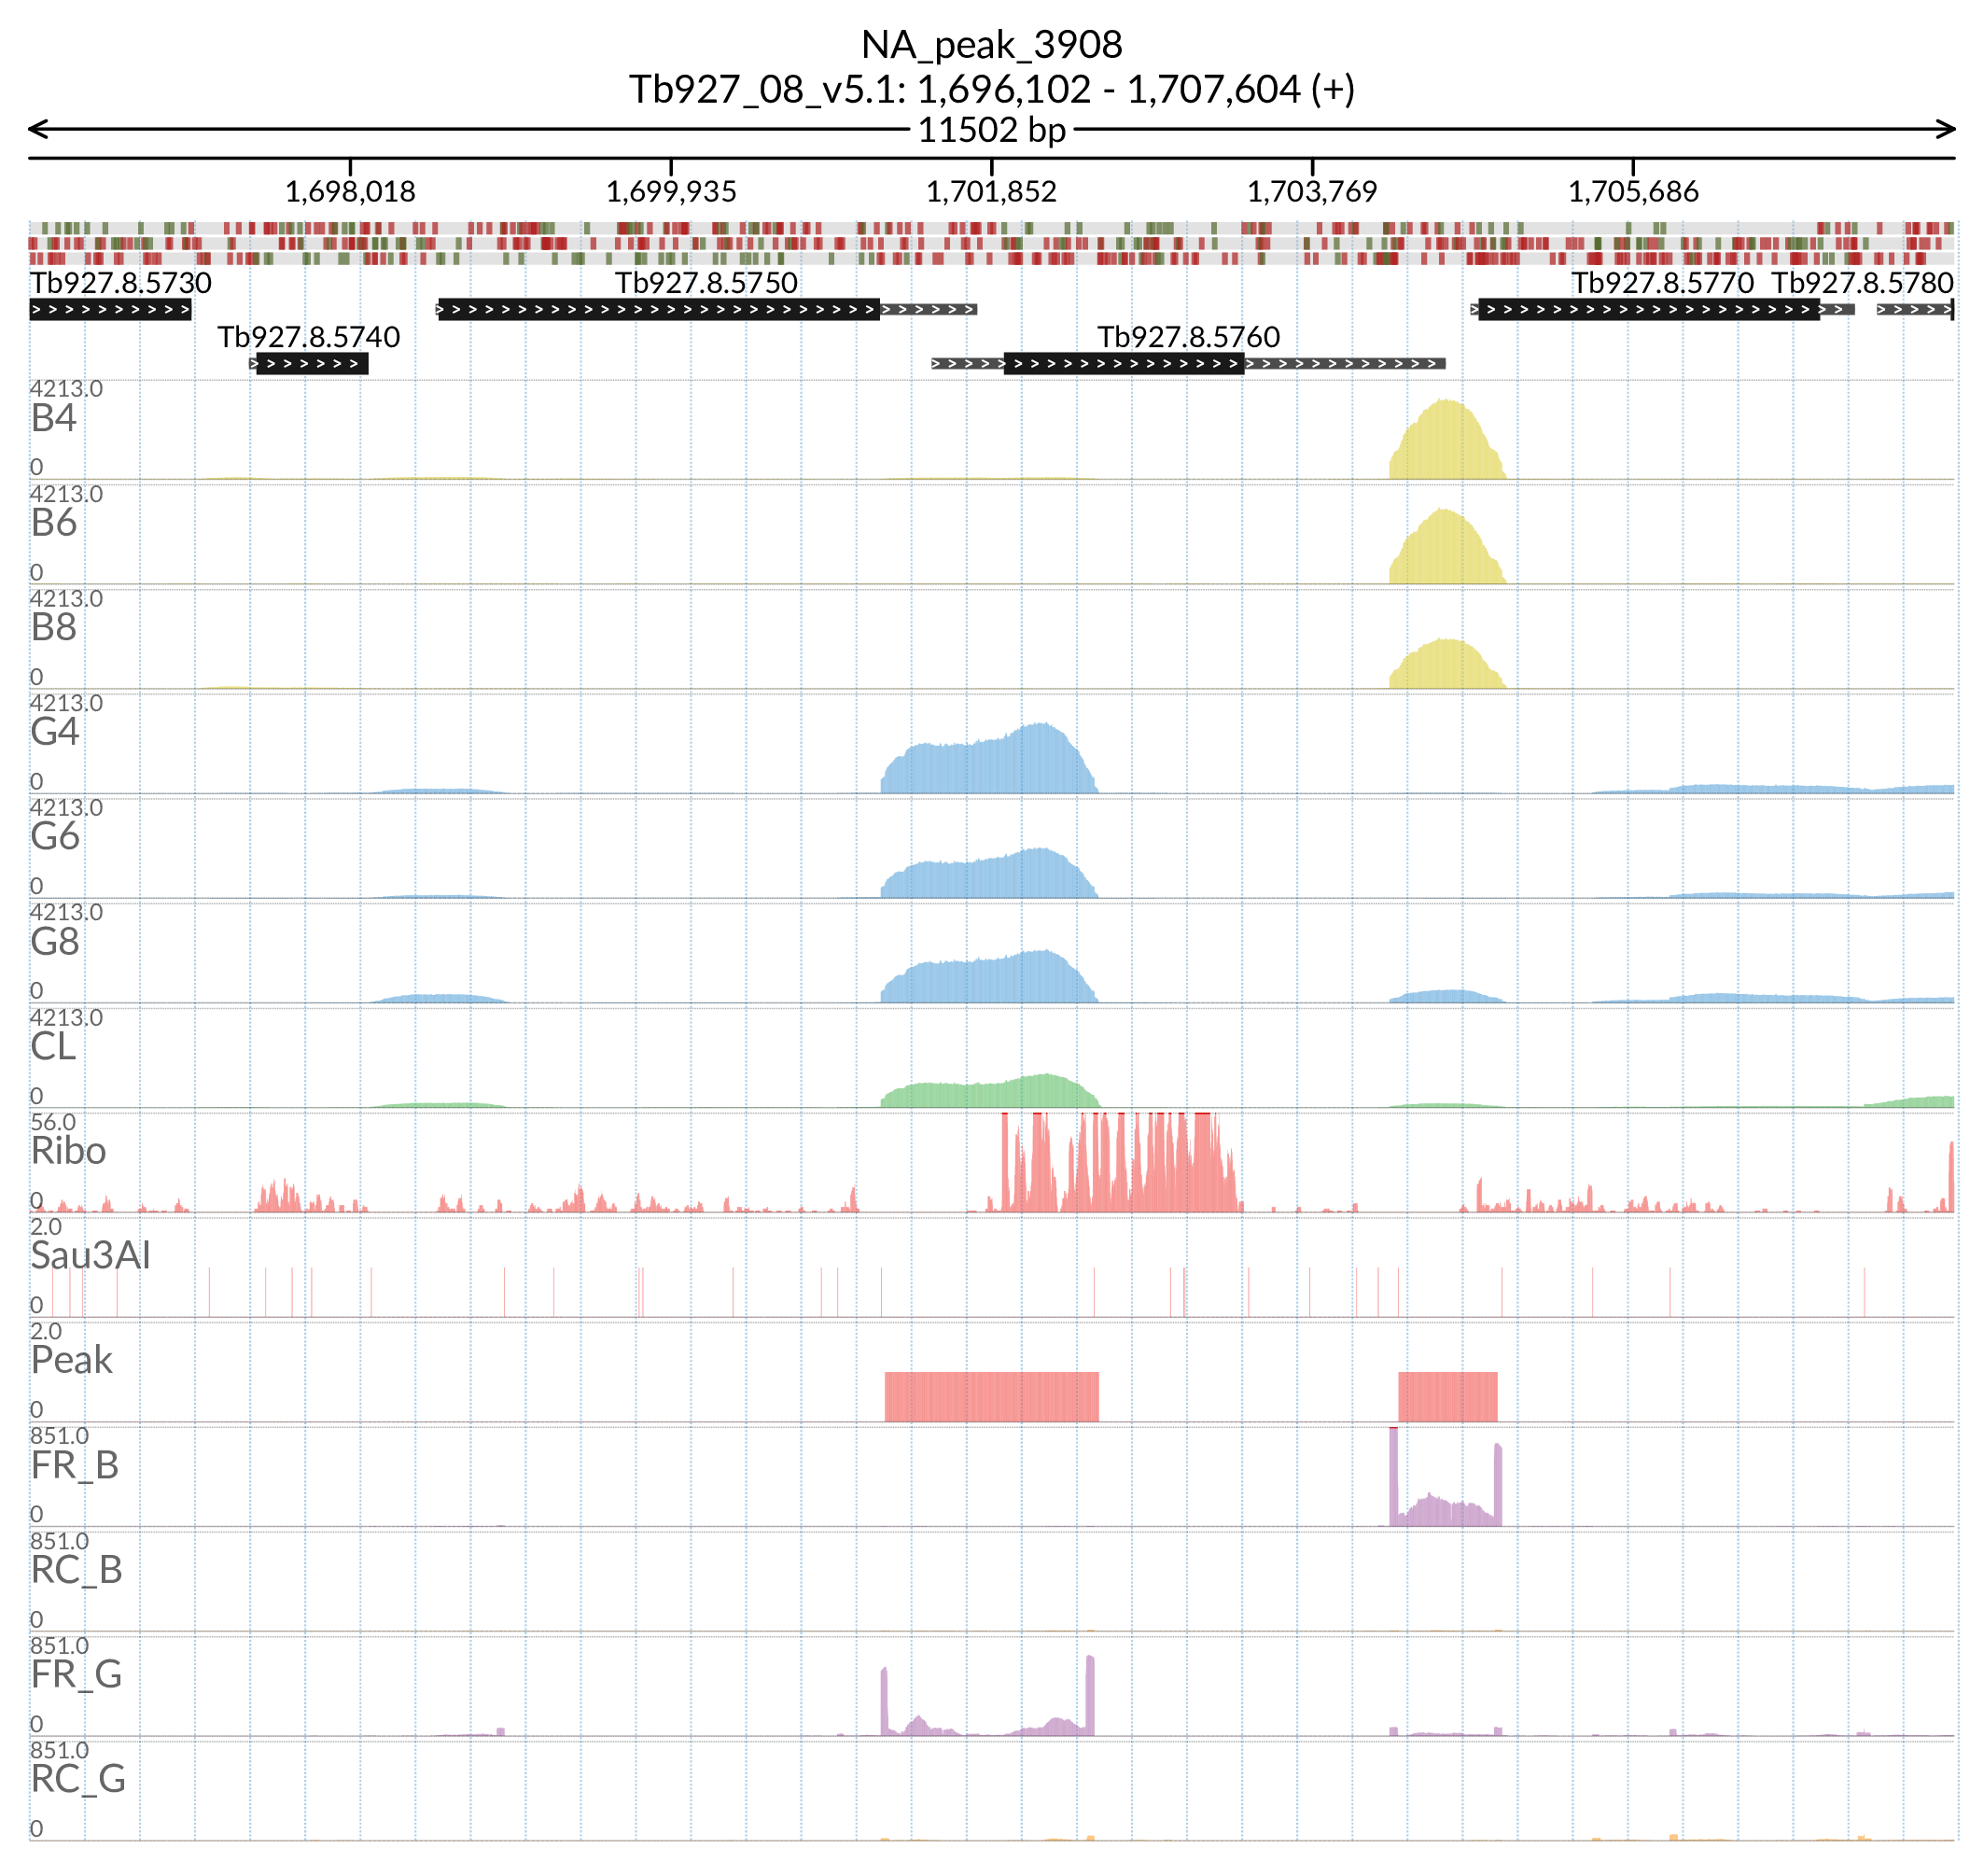 NA_peak_3908
Tb927_08_v5.1: 1,696,102 - 1,707,604 (+)
11502 bp
1,698,018 1,699,935 1,701,852 1,703,769 1,705,686
Tb927.8.5730 Tb927.8.5750 Tb927.8.5770 Tb927.8.5780
Tb927.8.5740 Tb927.8.5760
4213.0
B4
0
4213.0
B6
0
4213.0
B8
0
4213.0
G4
0
4213.0
G6
0
4213.0
G8
0
4213.0
CL
0
56.0
Ribo
0
2.0
Sau3AI
0
2.0
Peak
0
851.0
FR_B
0
851.0
RC_B
0
851.0
FR_G
0
851.0
RC_G
0